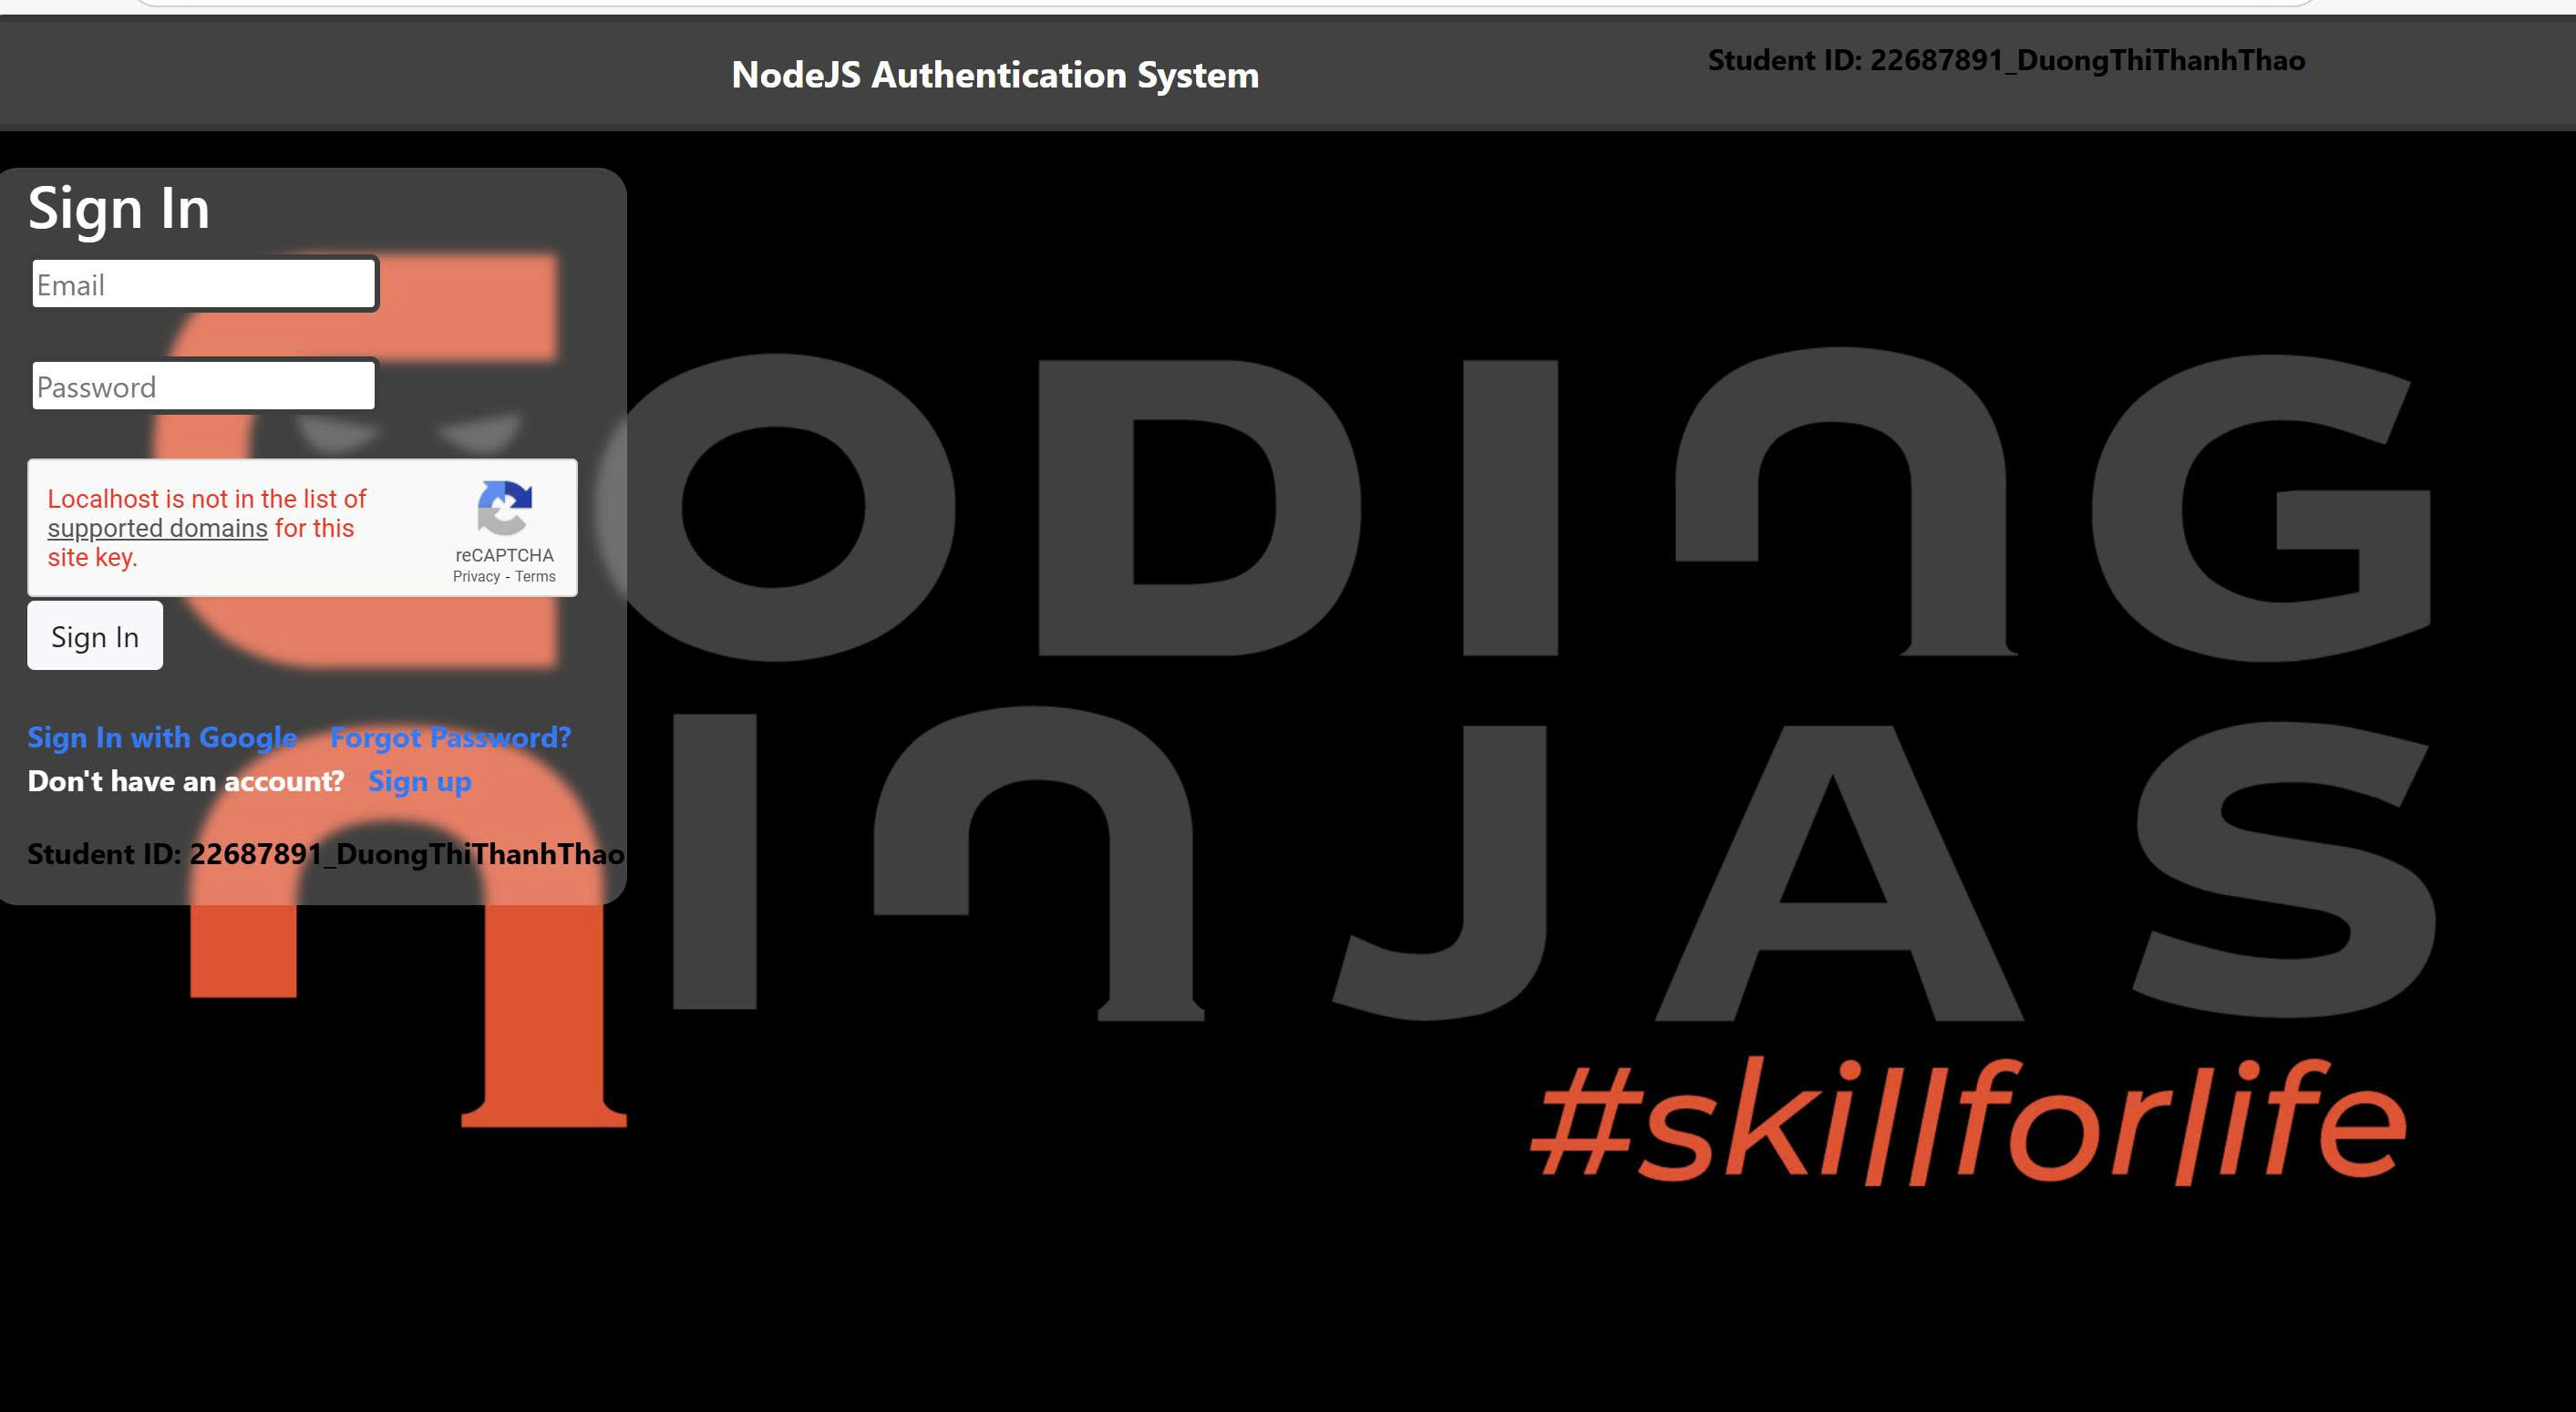 NodeJS Authentication System
Student ID: 22687891_DuongThiThanhThao
Sign In
Email
Password
Localhost is not in the list of
supported domains for this
site key.
reCAPTCHA
Privacy - Terms
Sign In
Sign In with Google Forgot Password?
Don't have an account? Sign up
Student ID: 22687891_DuongThiThanhThao
CODING
NINJAS
#skillforlife